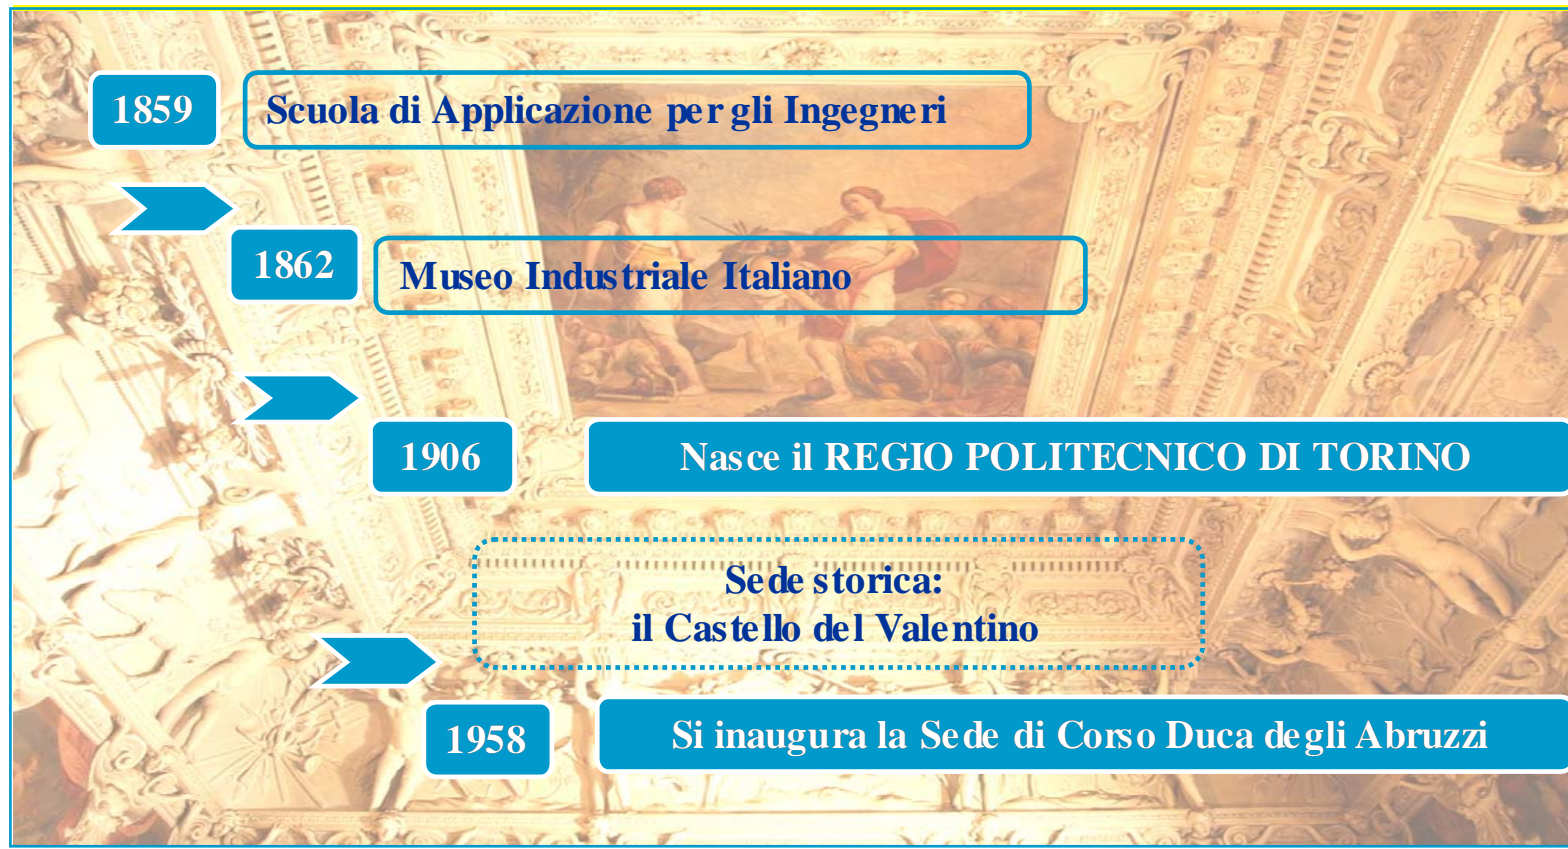 1859
Scuola di Applicazione per gli Ingegneri
1862
Museo Industriale Italiano
1906
Nasce il REGIO POLITECNICO DI TORINO
Sede storica:
il Castello del Valentino
1958
Si inaugura la Sede di Corso Duca degli Abruzzi